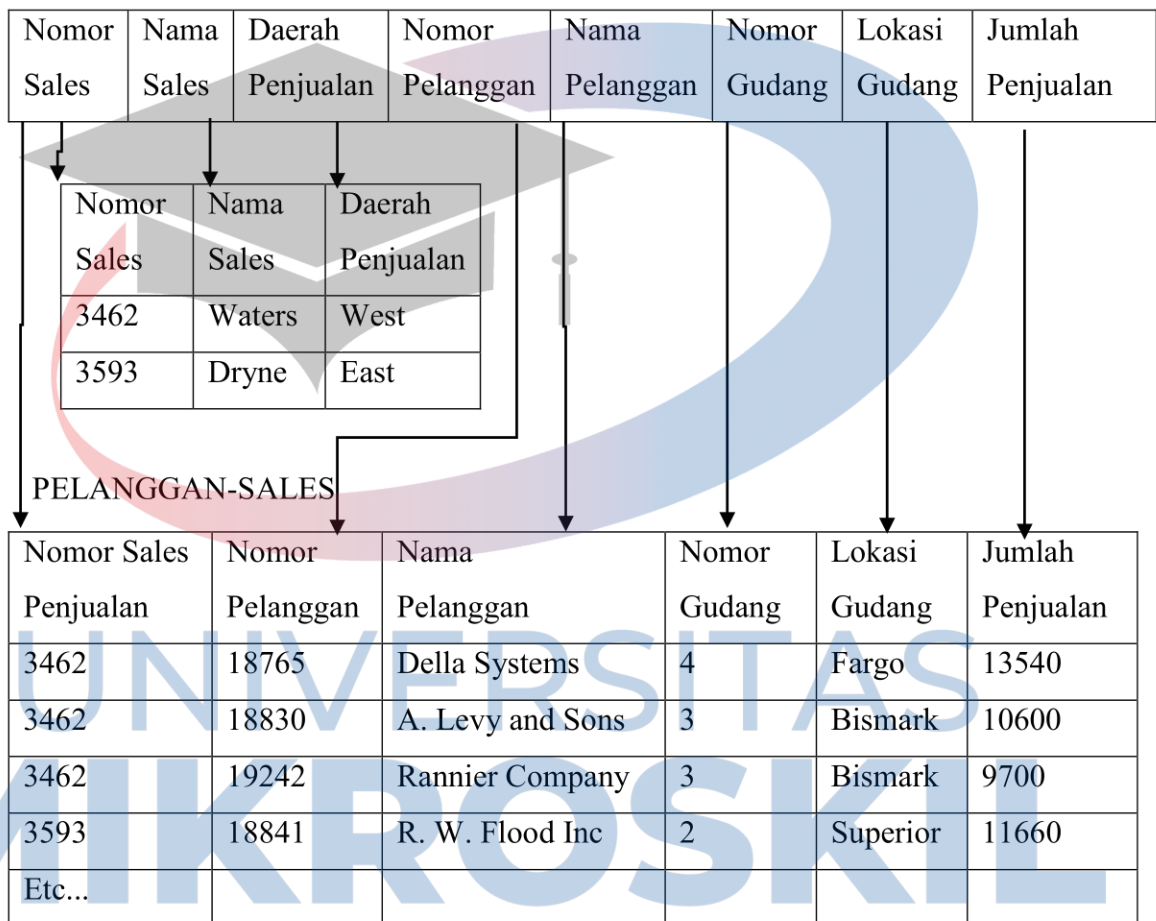 Nomor Nama Daerah Nomor Nama Nomor Lokasi Jumlah
Sales Sales Penjualan Pelanggan Pelanggan Gudang Gudang Penjualan
Nomor Nama Daerah
Sales Sales Penjualan
3462 Waters West
3593 Dryne East
PELANGGAN-SALES
Nomor Sales Nomor Nama Nomor Lokasi Jumlah
Penjualan Pelanggan Pelanggan Gudang Gudang Penjualan
3462 18765 Della Systems 4 Fargo 13540
3462 18830 A. Levy and Sons 3 Bismark 10600
3462 19242 Rannier Company 3 Bismark 9700
3593 18841 R. W. Flood Inc 2 Superior 11660
Etc...
UNIVERSITAS
MIKROSKIL